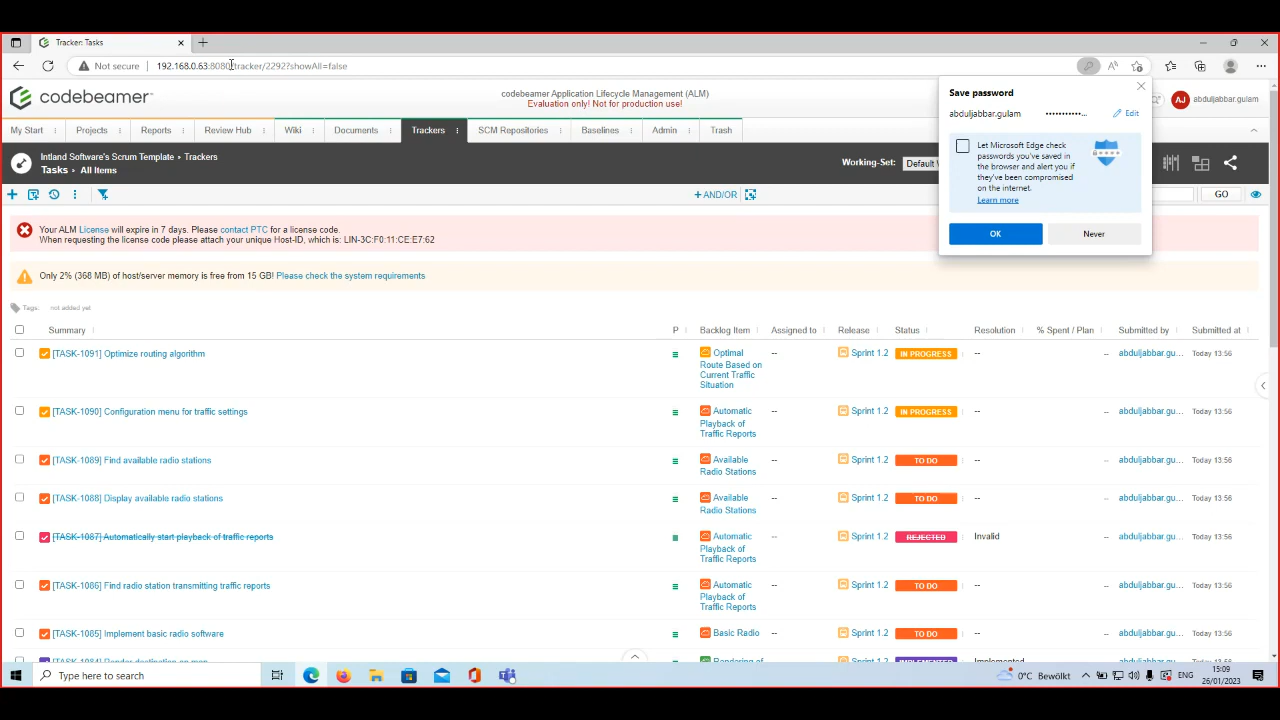 Tracker: Tasks
Not secure
192.168.0.63:8080/tracker/2292?showAll=false
codebeamer
codebeamer Application Lifecycle Management (ALM)
Evaluation only! Not for production use!
AJ abduljabbar.gulam
My Start Projects Reports Review Hub Wiki Documents Trackers SCM Repositories Baselines Admin Trash
Intland Software's Scrum Template • Trackers
Tasks • All Items
Working-Set:
+ AND/OR
GO
Save password
abduljabbar.gulam
Edit
Let Microsoft Edge check
passwords you've saved in
the browser and alert you if
they've been compromised
on the internet.
Learn more
OK
Never
Your ALM License will expire in 7 days. Please contact PTC for a license code.
When requesting the license code please attach your unique Host-ID, which is: LIN-3C:F0:11:CE:E7:62
Only 2% (368 MB) of host/server memory is free from 15 GB! Please check the system requirements
Tags: not added yet
Summary P Backlog Item Assigned to Release Status Resolution % Spent / Plan Submitted by Submitted at
[TASK-1091] Optimize routing algorithm
Optimal
Route Based on
Current Traffic
Situation
-- Sprint 1.2 IN PROGRESS -- -- abduljabbar.gu... Today 13:56
[TASK-1090] Configuration menu for traffic settings
Automatic
Playback of
Traffic Reports
-- Sprint 1.2 IN PROGRESS -- -- abduljabbar.gu... Today 13:56
[TASK-1089] Find available radio stations
Available
Radio Stations
-- Sprint 1.2 TO DO -- -- abduljabbar.gu... Today 13:56
[TASK-1088] Display available radio stations
Available
Radio Stations
-- Sprint 1.2 TO DO -- -- abduljabbar.gu... Today 13:56
[TASK-1087] Automatically start playback of traffic reports
Automatic
Playback of
Traffic Reports
-- Sprint 1.2 REJECTED Invalid -- abduljabbar.gu... Today 13:56
[TASK-1086] Find radio station transmitting traffic reports
Automatic
Playback of
Traffic Reports
-- Sprint 1.2 TO DO -- -- abduljabbar.gu... Today 13:56
[TASK-1085] Implement basic radio software
Basic Radio
-- Sprint 1.2 TO DO -- -- abduljabbar.gu... Today 13:56
Type here to search
0°C Bewölkt
ENG
15:09
26/01/2023